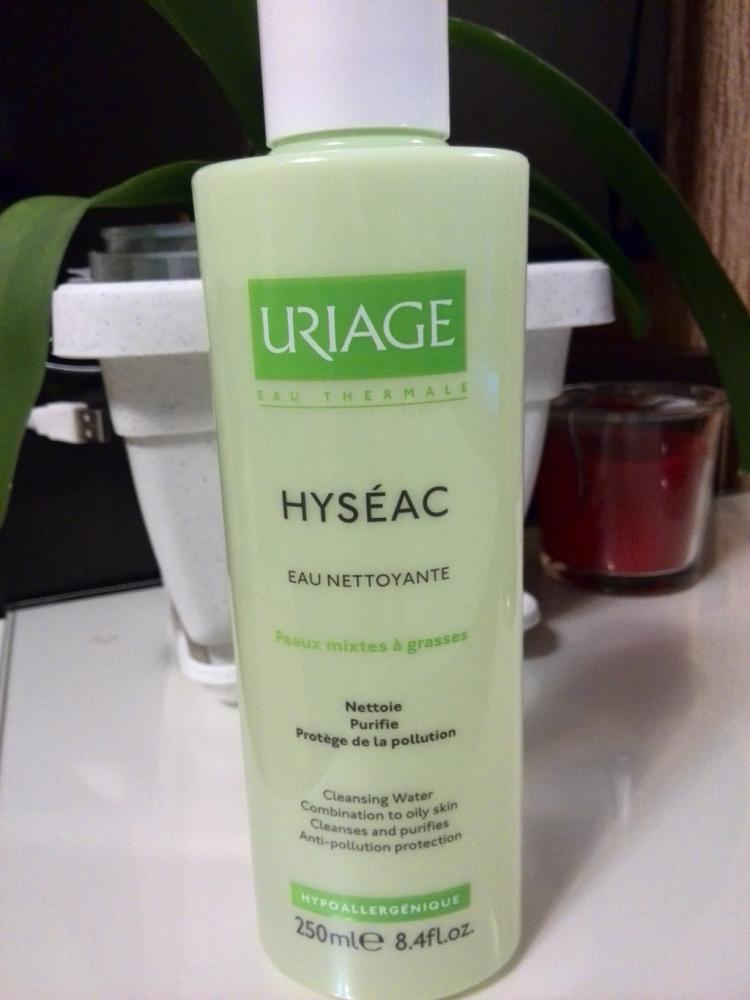 URIAGE
EAU THERMALE
HYSÉAC
EAU NETTOYANTE
Peaux mixtes à grasses
Nettoie
Purifie
Protège de la pollution
Cleansing Water
Combination to oily skin
Cleanses and purifies
Anti-pollution protection
HYPOALLERGÉNIQUE
250ml℮ 8.4fl.oz.